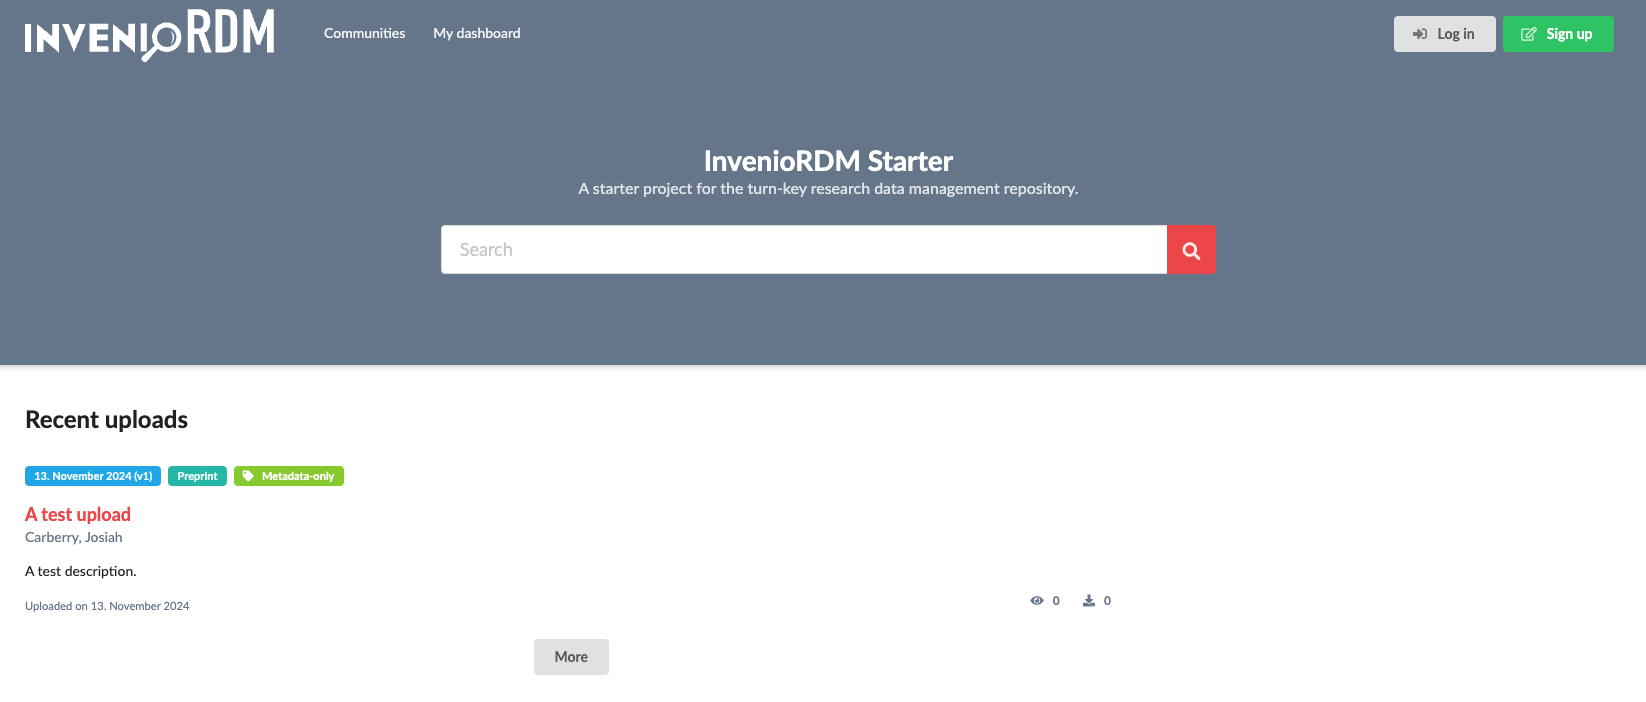 INVENIORDM Communities My dashboard Log in Sign up
InvenioRDM Starter
A starter project for the turn-key research data management repository.
Search
Recent uploads
13. November 2024 (v1) Preprint Metadata-only
A test upload
Carberry, Josiah
A test description.
Uploaded on 13. November 2024 0 0
More